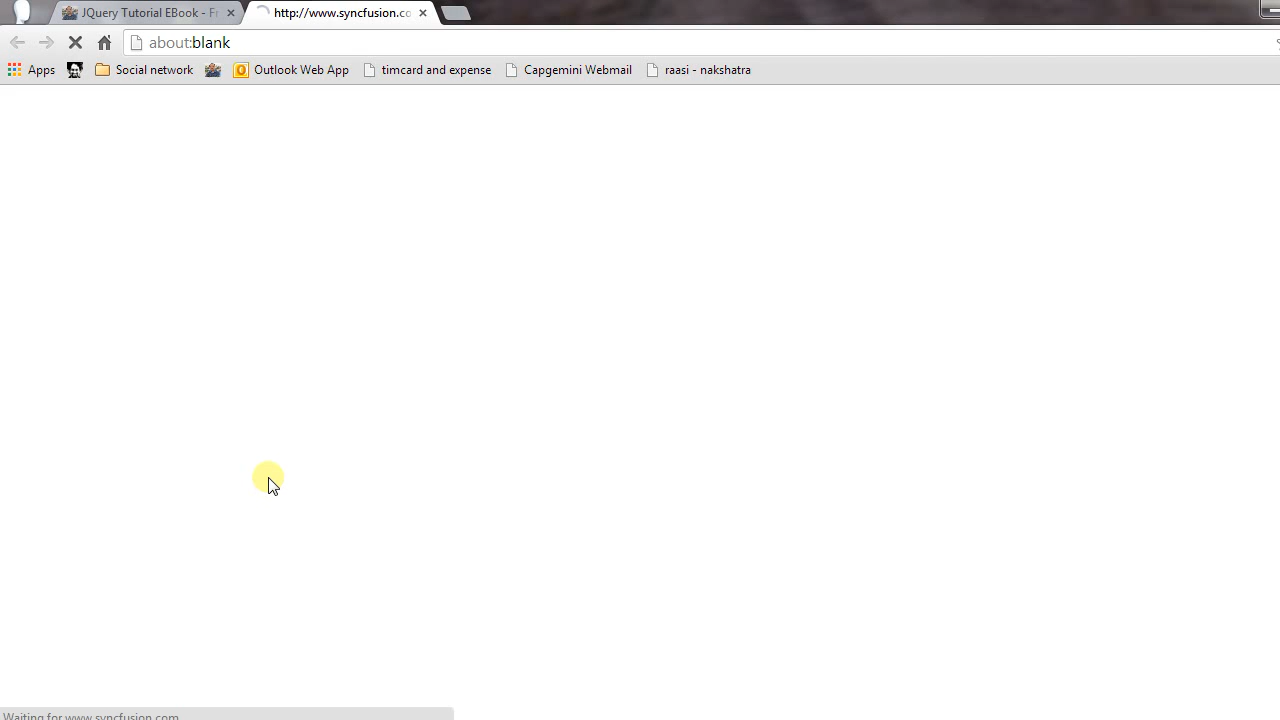 JQuery Tutorial EBook - Fr
http://www.syncfusion.co
about:blank
Apps
Social network
Outlook Web App
timcard and expense
Capgemini Webmail
raasi - nakshatra
Waiting for www.syncfusion.com